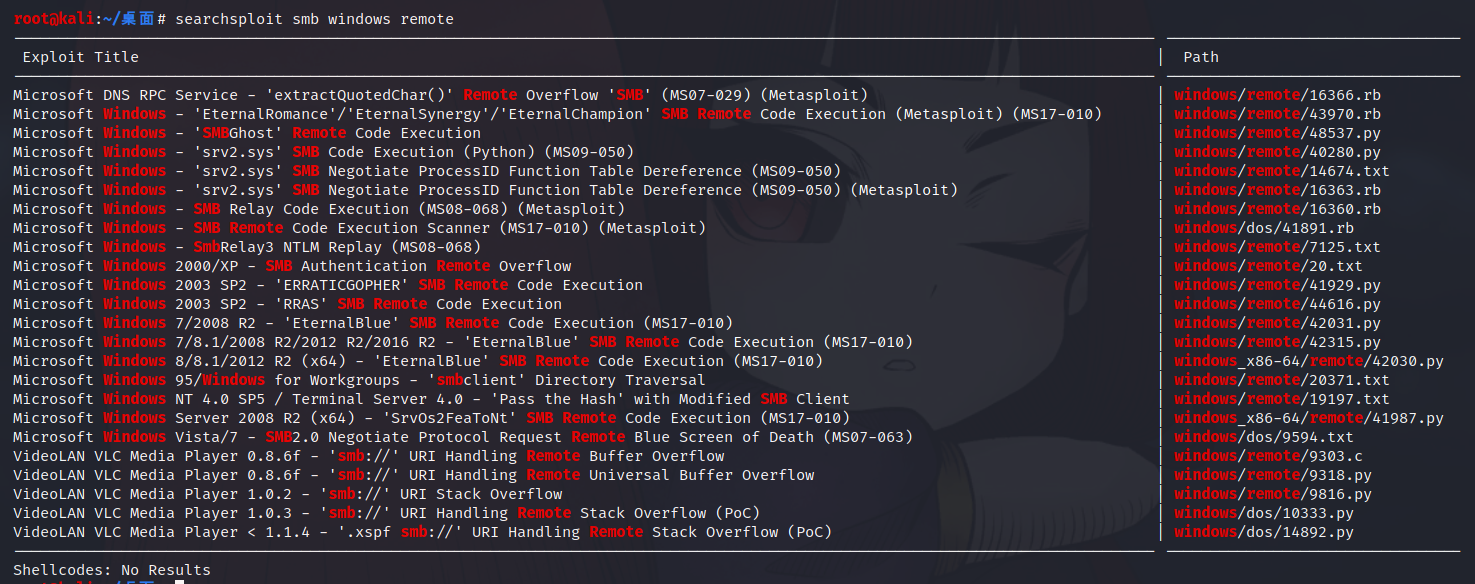 root@kali:~/桌面# searchsploit smb windows remote
Exploit Title | Path
Microsoft DNS RPC Service - 'extractQuotedChar()' Remote Overflow 'SMB' (MS07-029) (Metasploit) | windows/remote/16366.rb
Microsoft Windows - 'EternalRomance'/'EternalSynergy'/'EternalChampion' SMB Remote Code Execution (Metasploit) (MS17-010) | windows/remote/43970.rb
Microsoft Windows - 'SMBGhost' Remote Code Execution | windows/remote/48537.py
Microsoft Windows - 'srv2.sys' SMB Code Execution (Python) (MS09-050) | windows/remote/40280.py
Microsoft Windows - 'srv2.sys' SMB Negotiate ProcessID Function Table Dereference (MS09-050) | windows/remote/14674.txt
Microsoft Windows - 'srv2.sys' SMB Negotiate ProcessID Function Table Dereference (MS09-050) (Metasploit) | windows/remote/16363.rb
Microsoft Windows - SMB Relay Code Execution (MS08-068) (Metasploit) | windows/remote/16360.rb
Microsoft Windows - SMB Remote Code Execution Scanner (MS17-010) (Metasploit) | windows/dos/41891.rb
Microsoft Windows - SmbRelay3 NTLM Replay (MS08-068) | windows/remote/7125.txt
Microsoft Windows 2000/XP - SMB Authentication Remote Overflow | windows/remote/20.txt
Microsoft Windows 2003 SP2 - 'ERRATICGOPHER' SMB Remote Code Execution | windows/remote/41929.py
Microsoft Windows 2003 SP2 - 'RRAS' SMB Remote Code Execution | windows/remote/44616.py
Microsoft Windows 7/2008 R2 - 'EternalBlue' SMB Remote Code Execution (MS17-010) | windows/remote/42031.py
Microsoft Windows 7/8.1/2008 R2/2012 R2/2016 R2 - 'EternalBlue' SMB Remote Code Execution (MS17-010) | windows/remote/42315.py
Microsoft Windows 8/8.1/2012 R2 (x64) - 'EternalBlue' SMB Remote Code Execution (MS17-010) | windows_x86-64/remote/42030.py
Microsoft Windows 95/Windows for Workgroups - 'smbclient' Directory Traversal | windows/remote/20371.txt
Microsoft Windows NT 4.0 SP5 / Terminal Server 4.0 - 'Pass the Hash' with Modified SMB Client | windows/remote/19197.txt
Microsoft Windows Server 2008 R2 (x64) - 'SrvOs2FeaToNt' SMB Remote Code Execution (MS17-010) | windows_x86-64/remote/41987.py
Microsoft Windows Vista/7 - SMB2.0 Negotiate Protocol Request Remote Blue Screen of Death (MS07-063) | windows/dos/9594.txt
VideoLAN VLC Media Player 0.8.6f - 'smb://' URI Handling Remote Buffer Overflow | windows/remote/9303.c
VideoLAN VLC Media Player 0.8.6f - 'smb://' URI Handling Remote Universal Buffer Overflow | windows/remote/9318.py
VideoLAN VLC Media Player 1.0.2 - 'smb://' URI Stack Overflow | windows/remote/9816.py
VideoLAN VLC Media Player 1.0.3 - 'smb://' URI Handling Remote Stack Overflow (PoC) | windows/dos/10333.py
VideoLAN VLC Media Player < 1.1.4 - '.xspf smb://' URI Handling Remote Stack Overflow (PoC) | windows/dos/14892.py
Shellcodes: No Results